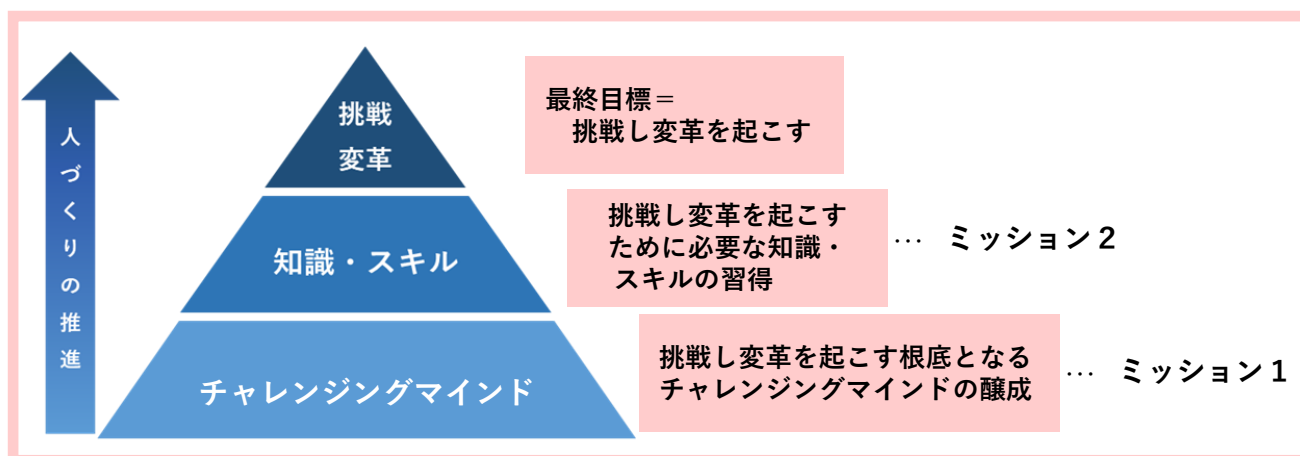 人づくりの推進
挑戦
変革
最終目標＝
挑戦し変革を起こす
知識・スキル
挑戦し変革を起こす
ために必要な知識・
スキルの習得
… ミッション２
チャレンジングマインド
挑戦し変革を起こす根底となる
チャレンジングマインドの醸成
… ミッション１